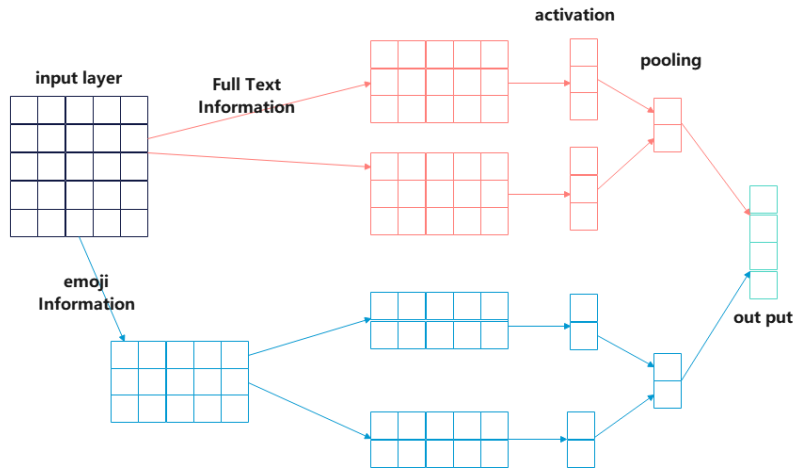 activation
pooling
input layer
Full Text
Information
emoji
Information
out put